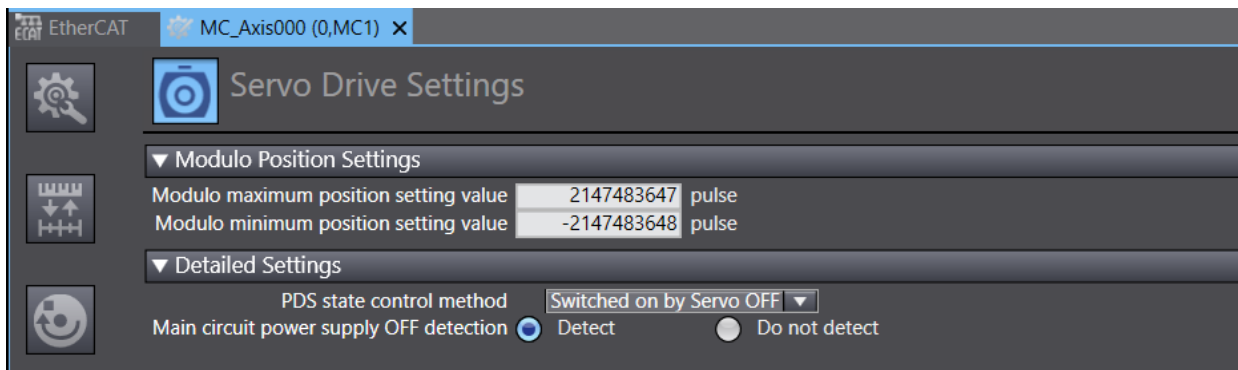 ECAT EtherCAT MC_Axis000 (0,MC1) ×
Servo Drive Settings
▼ Modulo Position Settings
Modulo maximum position setting value 2147483647 pulse
Modulo minimum position setting value -2147483648 pulse
▼ Detailed Settings
PDS state control method Switched on by Servo OFF ▼
Main circuit power supply OFF detection Detect Do not detect